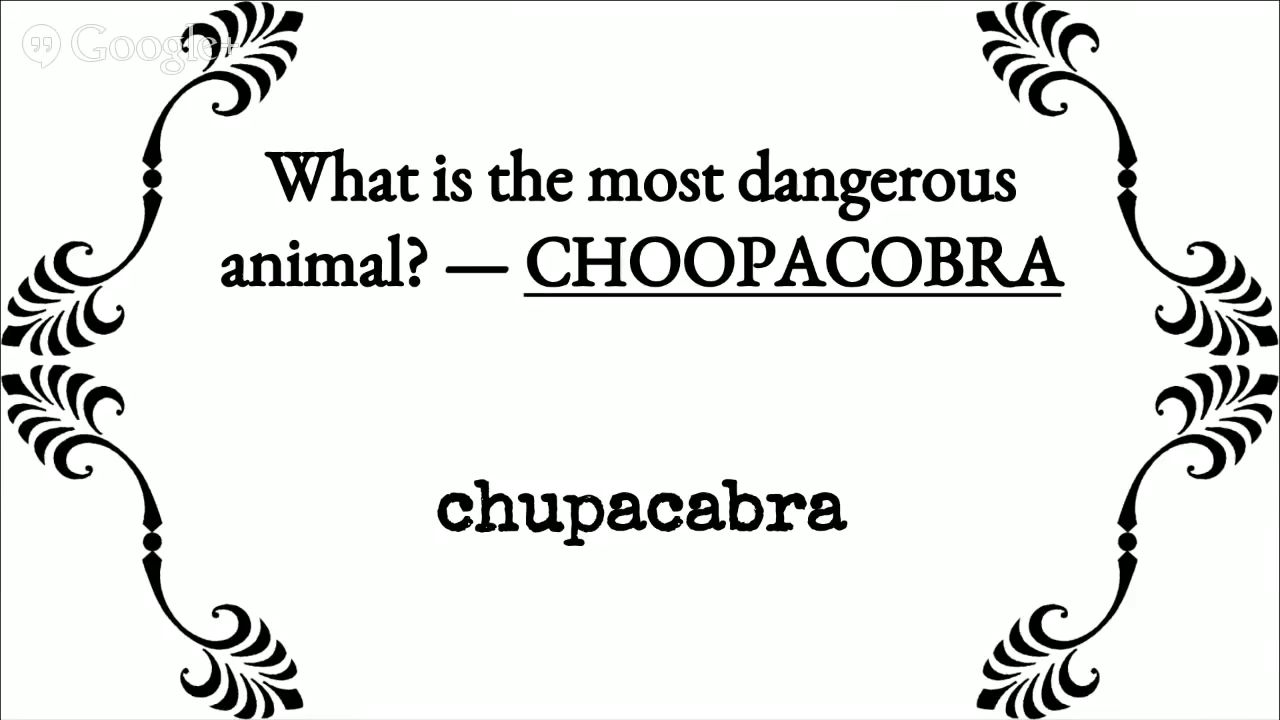 Google+
What is the most dangerous
animal? — CHOOPACOBRA
chupacabra